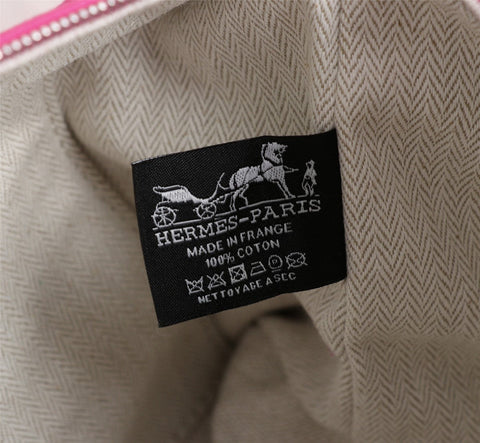 HERMES-PARIS
MADE IN FRANCE
100% COTON
NETTOYAGE A SEC